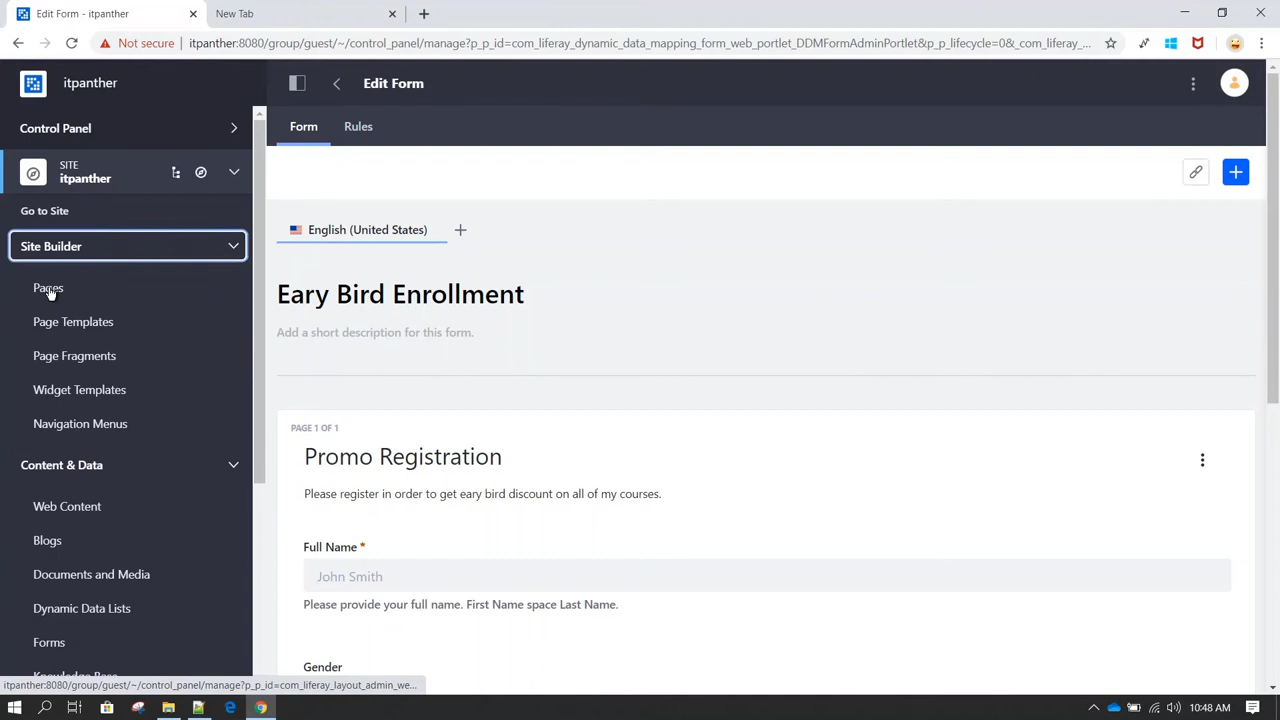 Edit Form - itpanther
New Tab
Not secure
itpanther:8080/group/guest/~/control_panel/manage?p_p_id=com_liferay_dynamic_data_mapping_form_web_portlet_DDMFormAdminPortlet&p_p_lifecycle=0&_com_liferay_...
itpanther
Edit Form
Control Panel
Form
Rules
SITE
itpanther
Go to Site
Site Builder
English (United States)
Pages
Eary Bird Enrollment
Page Templates
Add a short description for this form.
Page Fragments
Widget Templates
Navigation Menus
PAGE 1 OF 1
Promo Registration
Content & Data
Please register in order to get eary bird discount on all of my courses.
Web Content
Blogs
Full Name *
Documents and Media
John Smith
Dynamic Data Lists
Please provide your full name. First Name space Last Name.
Forms
Gender
Knowledge Base
itpanther:8080/group/guest/~/control_panel/manage?p_p_id=com_liferay_layout_admin_we...
10:48 AM